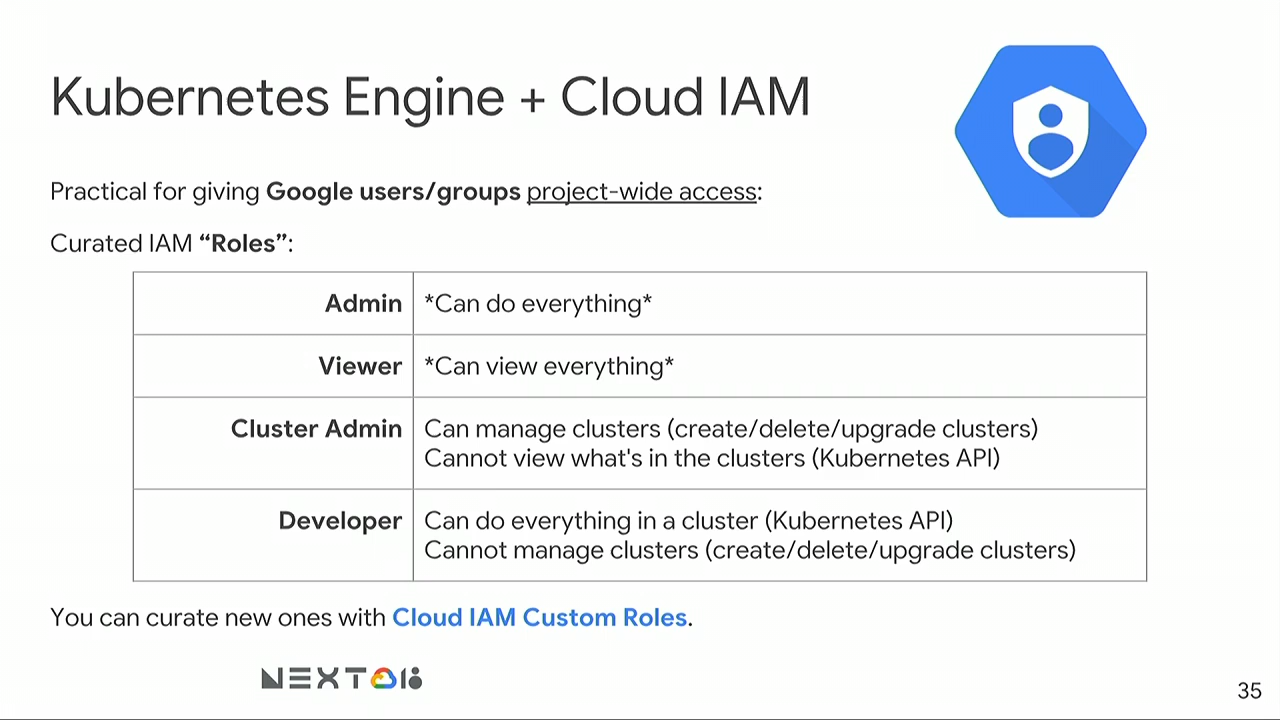 Kubernetes Engine + Cloud IAM
Practical for giving Google users/groups project-wide access:
Curated IAM “Roles”:
Admin *Can do everything*
Viewer *Can view everything*
Cluster Admin Can manage clusters (create/delete/upgrade clusters)
Cannot view what's in the clusters (Kubernetes API)
Developer Can do everything in a cluster (Kubernetes API)
Cannot manage clusters (create/delete/upgrade clusters)
You can curate new ones with Cloud IAM Custom Roles.
NEXT 18
35